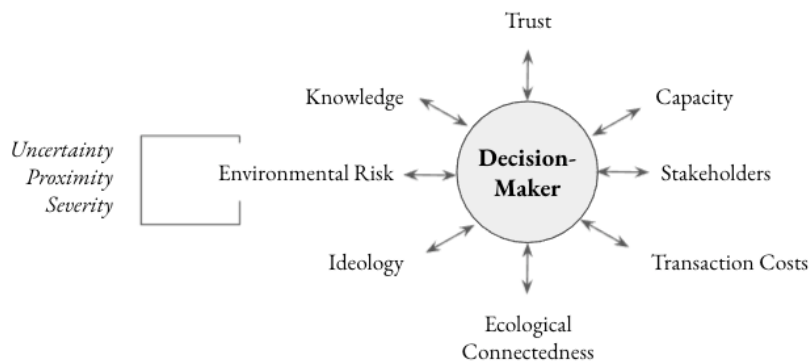 Trust
Knowledge
Capacity
Uncertainty
Proximity
Severity
Environmental Risk
Decision-
Maker
Stakeholders
Ideology
Transaction Costs
Ecological
Connectedness